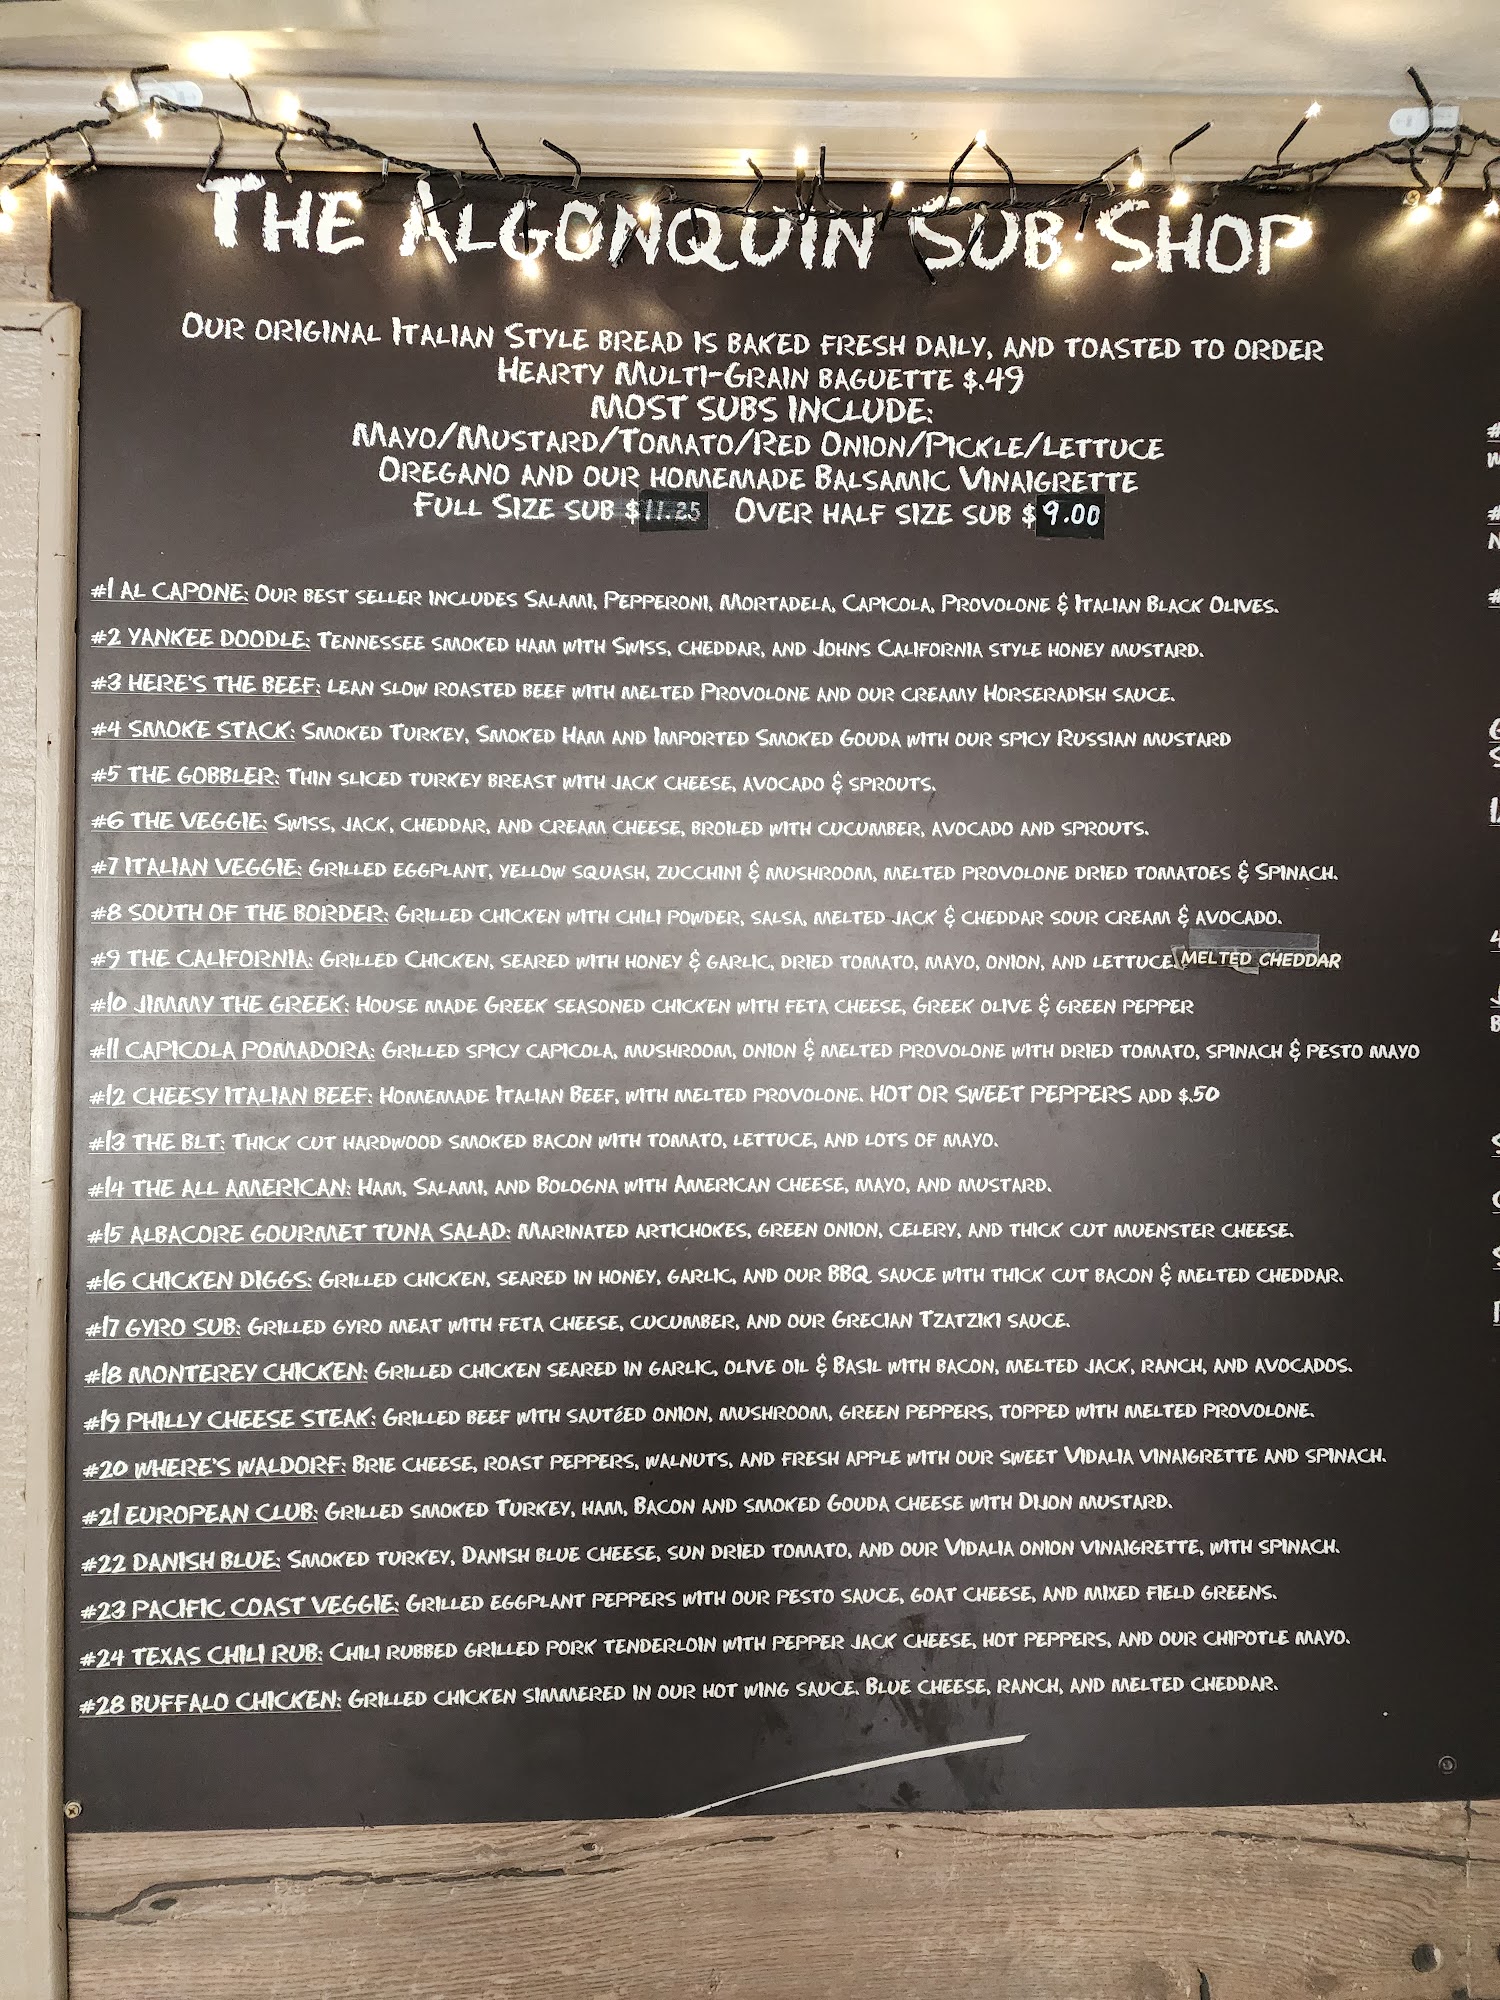 The Algonquin Sub Shop
Our original Italian Style bread is baked fresh daily, and toasted to order
Hearty Multi-Grain baguette $.49
Most subs include:
Mayo/Mustard/Tomato/Red Onion/Pickle/lettuce
Oregano and our homemade Balsamic Vinaigrette
Full Size sub $11.25 Over half size sub $9.00
#1 AL CAPONE: Our best seller includes Salami, Pepperoni, Mortadela, Capicola, Provolone & Italian Black Olives.
#2 YANKEE DOODLE: Tennessee smoked ham with Swiss, cheddar, and Johns California style honey mustard.
#3 HERE'S THE BEEF: lean slow roasted beef with melted Provolone and our creamy Horseradish sauce.
#4 SMOKE STACK: Smoked Turkey, Smoked Ham and Imported Smoked Gouda with our spicy Russian mustard
#5 THE GOBBLER: Thin sliced turkey breast with jack cheese, avocado & sprouts.
#6 THE VEGGIE: Swiss, jack, cheddar, and cream cheese, broiled with cucumber, avocado and sprouts.
#7 ITALIAN VEGGIE: Grilled eggplant, yellow squash, zucchini & mushroom, melted provolone dried tomatoes & Spinach.
#8 SOUTH OF THE BORDER: Grilled chicken with chili powder, salsa, melted jack & cheddar sour cream & avocado.
#9 THE CALIFORNIA: Grilled Chicken, seared with honey & garlic, dried tomato, mayo, onion, and lettuce. MELTED CHEDDAR
#10 JIMMY THE GREEK: House made Greek seasoned chicken with feta cheese, Greek olive & green pepper
#11 CAPICOLA POMADORA: Grilled spicy capicola, mushroom, onion & melted provolone with dried tomato, spinach & pesto mayo
#12 CHEESY ITALIAN BEEF: Homemade Italian Beef, with melted provolone. HOT OR SWEET PEPPERS add $.50
#13 THE BLT: Thick cut hardwood smoked bacon with tomato, lettuce, and lots of mayo.
#14 THE ALL AMERICAN: Ham, Salami, and Bologna with American cheese, mayo, and mustard.
#15 ALBACORE GOURMET TUNA SALAD: Marinated artichokes, green onion, celery, and thick cut muenster cheese.
#16 CHICKEN DIGGS: Grilled chicken, seared in honey, garlic, and our BBQ sauce with thick cut bacon & melted cheddar.
#17 GYRO SUB: Grilled gyro meat with feta cheese, cucumber, and our Grecian Tzatziki sauce.
#18 MONTEREY CHICKEN: Grilled chicken seared in garlic, olive oil & Basil with bacon, melted jack, ranch, and avocados.
#19 PHILLY CHEESE STEAK: Grilled beef with sautéed onion, mushroom, green peppers, topped with melted provolone.
#20 WHERE'S WALDORF: Brie cheese, roast peppers, walnuts, and fresh apple with our sweet Vidalia vinaigrette and spinach.
#21 EUROPEAN CLUB: Grilled smoked Turkey, ham, Bacon and smoked Gouda cheese with Dijon mustard.
#22 DANISH BLUE: Smoked turkey, Danish blue cheese, sun dried tomato, and our Vidalia onion vinaigrette, with spinach.
#23 PACIFIC COAST VEGGIE: Grilled eggplant peppers with our pesto sauce, goat cheese, and mixed field greens.
#24 TEXAS CHILI RUB: Chili rubbed grilled pork tenderloin with pepper jack cheese, hot peppers, and our chipotle mayo.
#28 BUFFALO CHICKEN: Grilled chicken simmered in our hot wing sauce. Blue cheese, ranch, and melted cheddar.